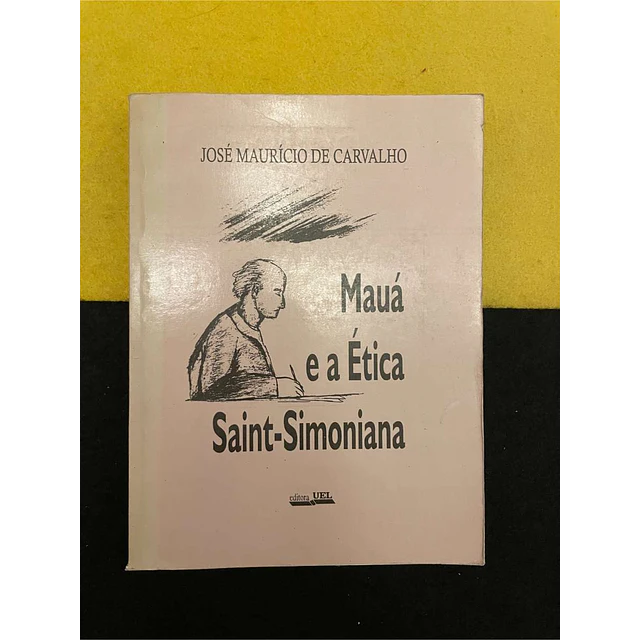 JOSÉ MAURÍCIO DE CARVALHO
Mauá
e a Ética
Saint-Simoniana
editora UEL